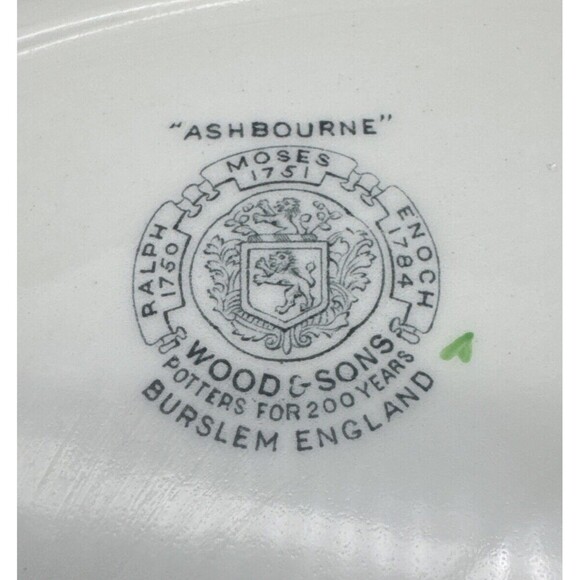 "ASHBOURNE"
RALPH 1750
MOSES 1751
ENOCH 1784
WOOD & SONS
POTTERS FOR 200 YEARS
BURSLEM ENGLAND